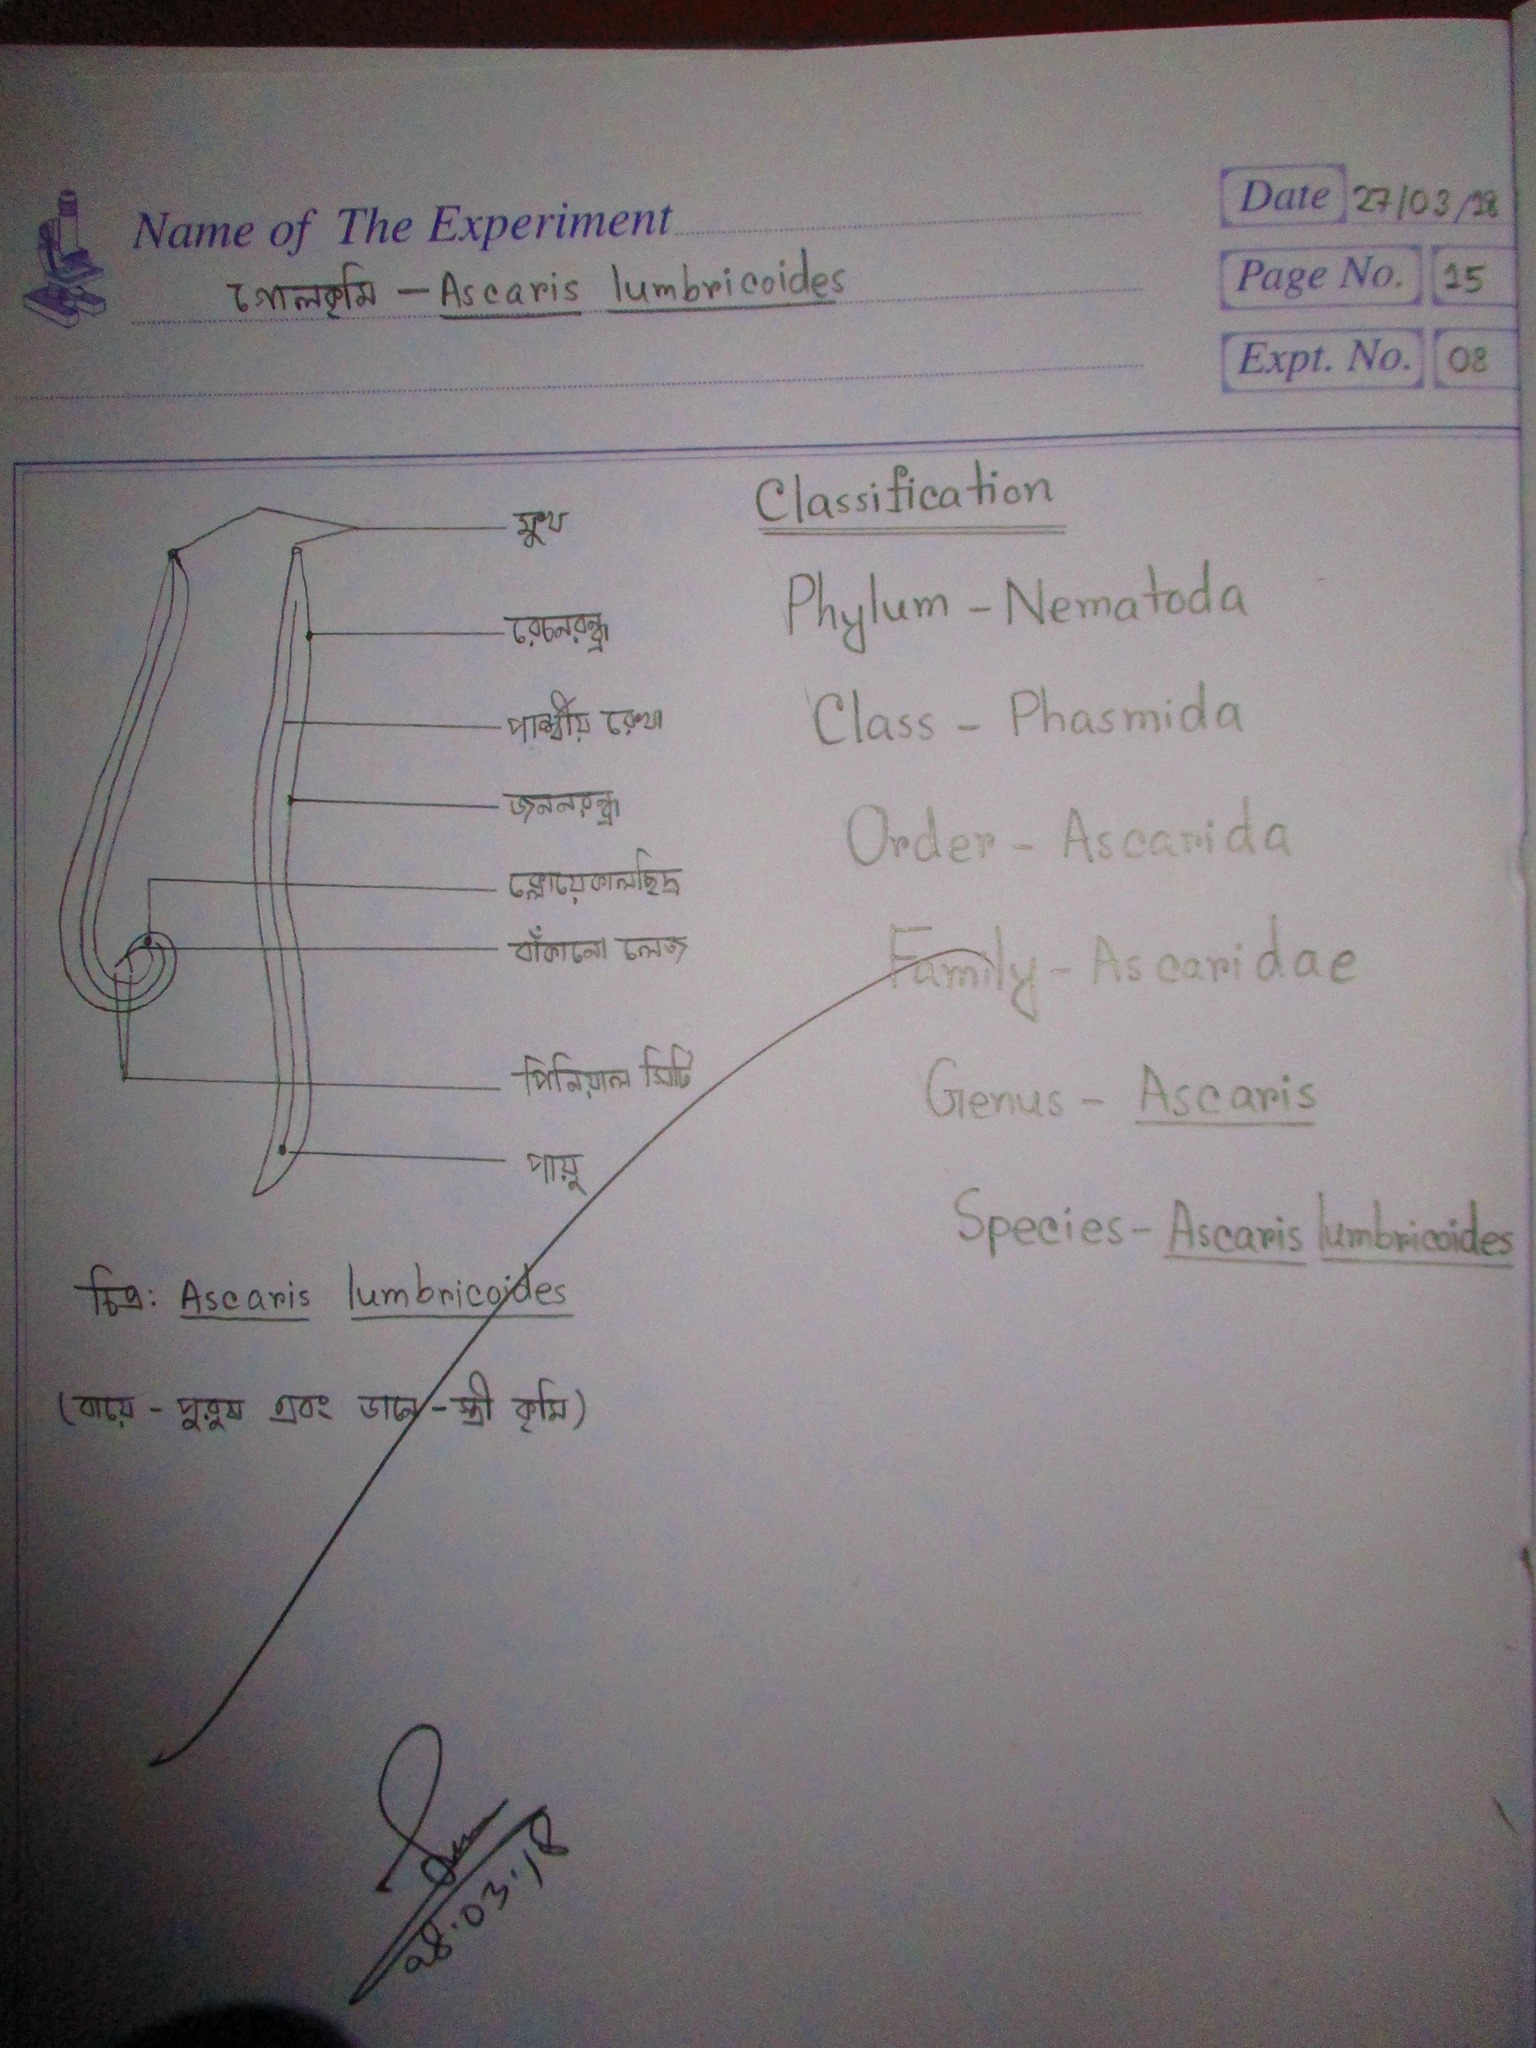 Name of The Experiment
গোলকৃমি – Ascaris lumbricoides
Date 27/03/18
Page No. 15
Expt. No. 08
মুখ
রেচনরন্ধ্র
পার্শ্বীয় রেখা
জননরন্ধ্র
ক্লোয়েকালছিদ্র
বাঁকানো লেজ
পিনিয়াল সিটি
পায়ু
চিত্র: Ascaris lumbricoides
(বায়ে - পুরুষ এবং ডানে - স্ত্রী কৃমি)
Classification
Phylum - Nematoda
Class - Phasmida
Order - Ascarida
Family - Ascaridae
Genus - Ascaris
Species - Ascaris lumbricoides
28.03.18